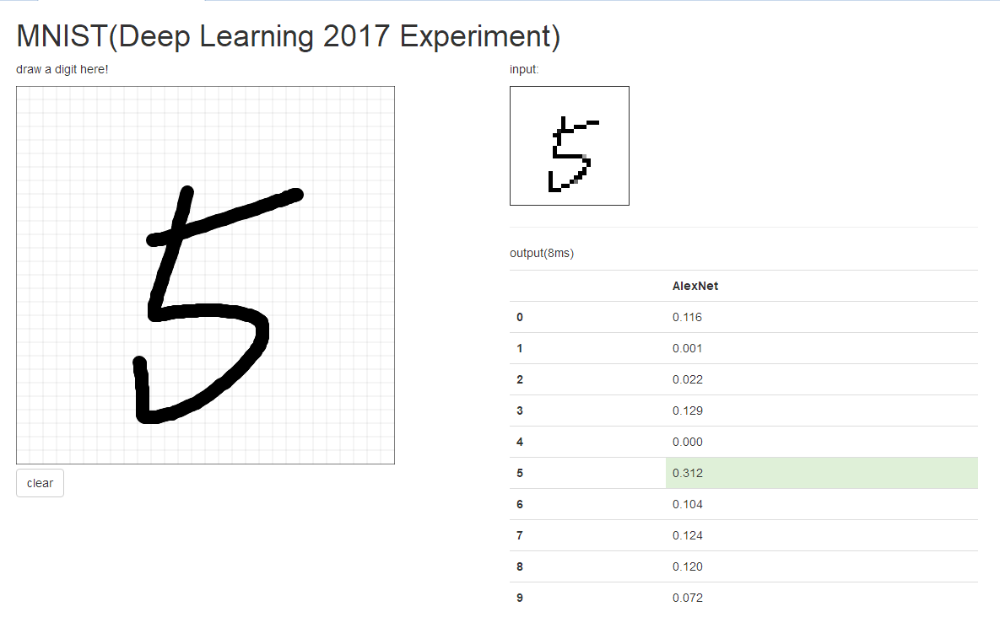 MNIST(Deep Learning 2017 Experiment)
draw a digit here!
5
clear
input:
5
output(8ms)
AlexNet
0 0.116
1 0.001
2 0.022
3 0.129
4 0.000
5 0.312
6 0.104
7 0.124
8 0.120
9 0.072